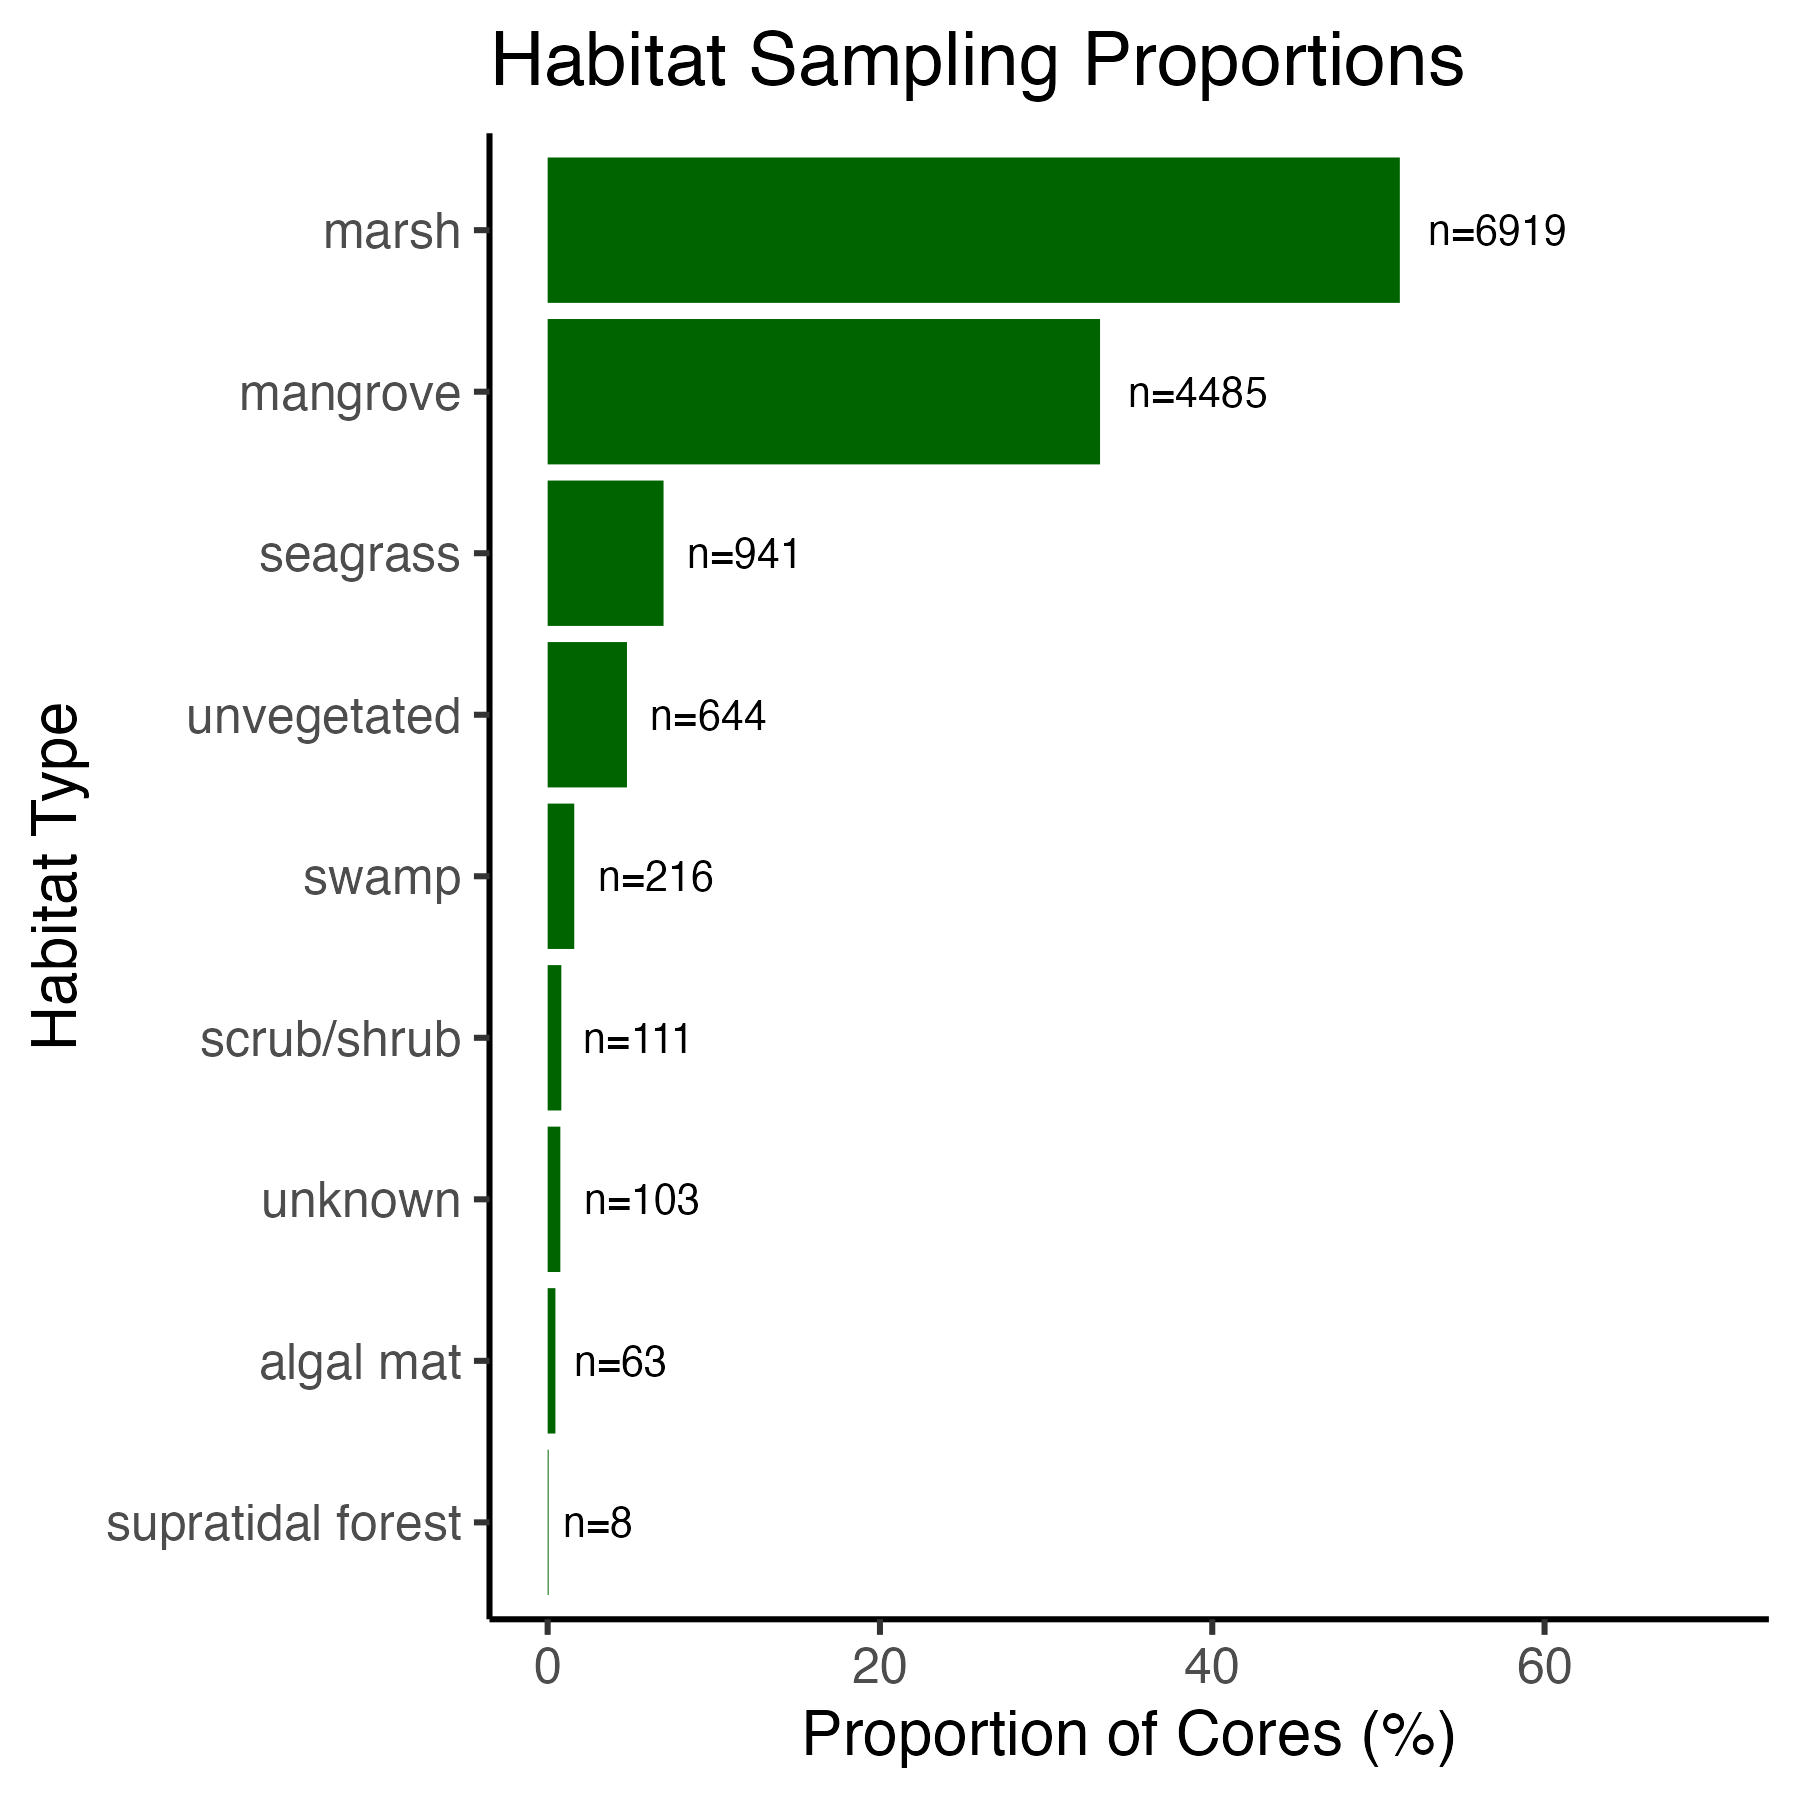 Habitat Sampling Proportions
Habitat Type
marsh
n=6919
mangrove
n=4485
seagrass
n=941
unvegetated
n=644
swamp
n=216
scrub/shrub
n=111
unknown
n=103
algal mat
n=63
supratidal forest
n=8
0 20 40 60
Proportion of Cores (%)